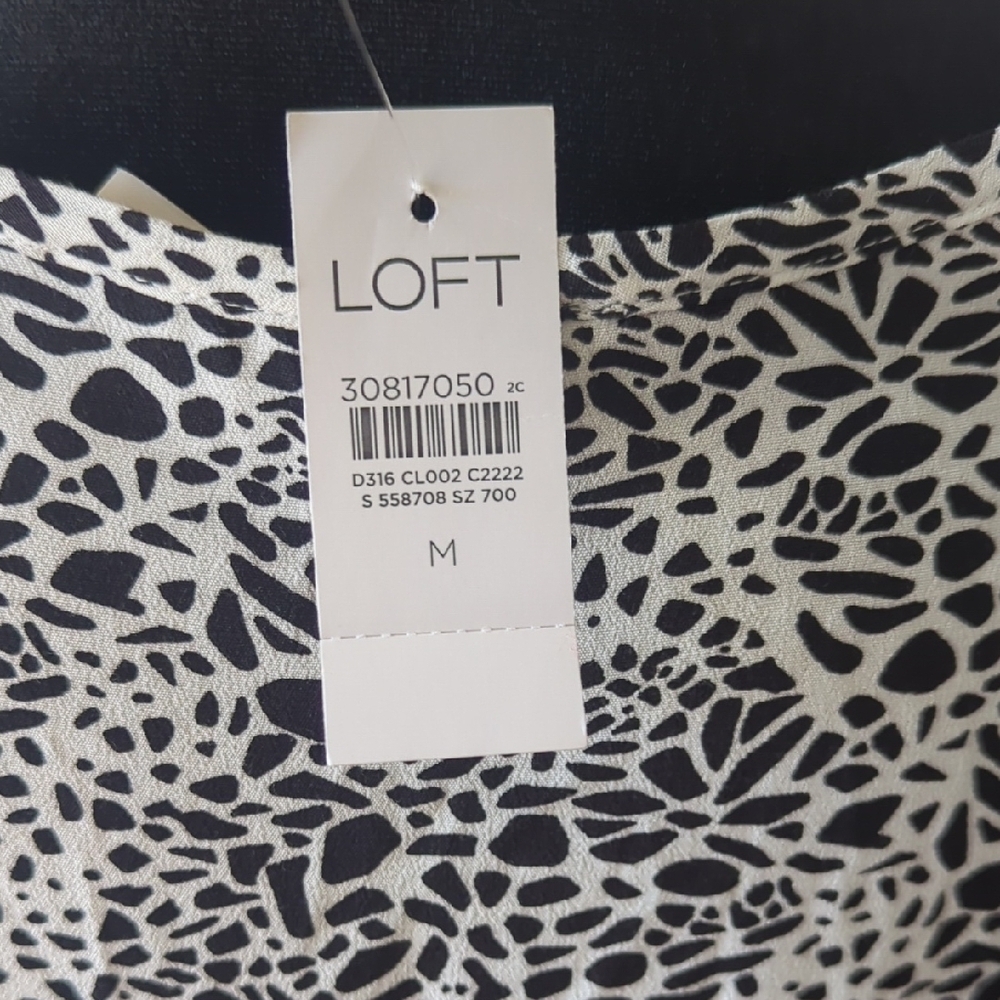 LOFT
30817050 2C
D316 CL002 C2222
S 558708 SZ 700
M